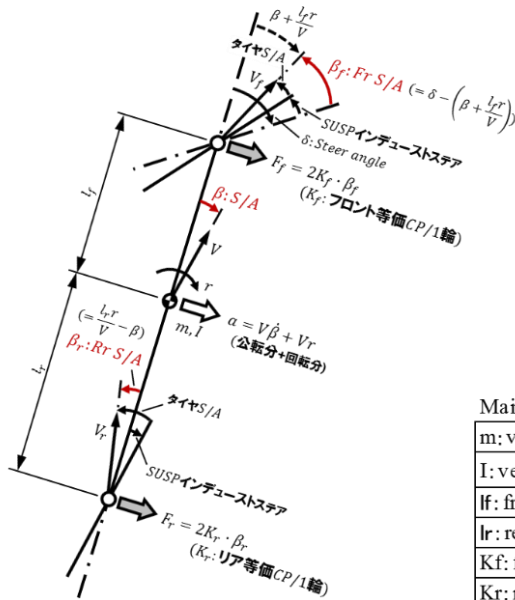 β + l_f r / V
タイヤS/A
V_f
β_f: Fr S/A (= δ − (β + l_f r / V))
SUSPインデューストステア
δ: Steer angle
F_f = 2K_f · β_f
(K_f: フロント等価CP/1輪)
l_f
β: S/A
V
r
α = Vβ̇ + Vr
(公転分+回転分)
m, I
(= l_r r / V − β)
β_r: Rr S/A
l_r
タイヤS/A
V_r
SUSPインデューストステア
F_r = 2K_r · β_r
(K_r: リア等価CP/1輪)
Mai
m: v
I: ve
lf: fr
lr: re
Kf:
Kr: